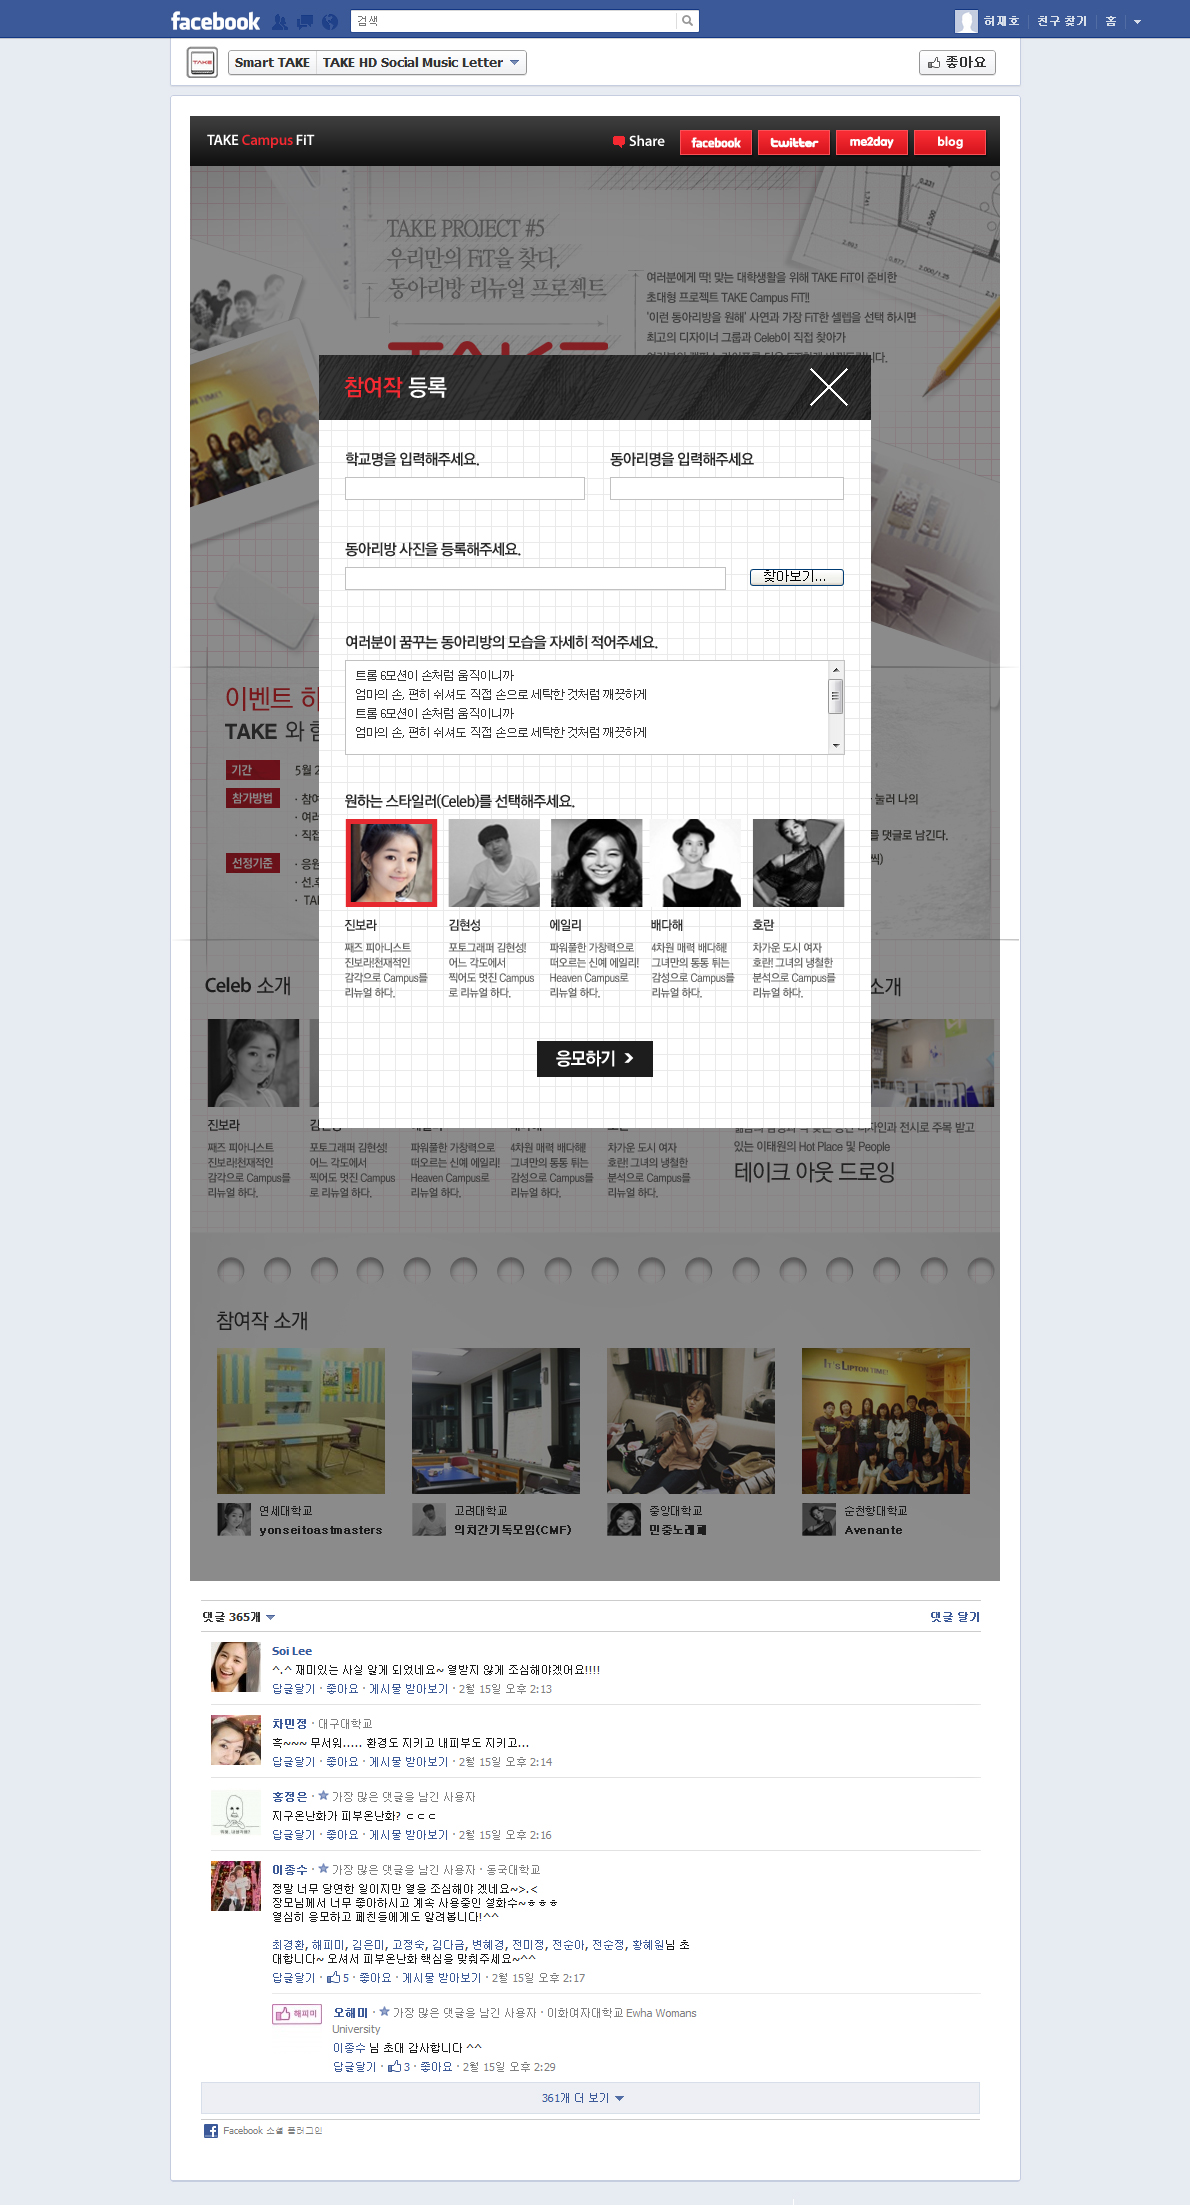 facebook
검색
허재호
친구 찾기
홈
Smart TAKE
TAKE HD Social Music Letter
좋아요
TAKE Campus FiT
Share
facebook
twitter
me2day
blog
TAKE PROJECT #5
우리만의 FiT을 찾다.
동아리방 리뉴얼 프로젝트
여러분에게 딱! 맞는 대학생활을 위해 TAKE FiT이 준비한
초대형 프로젝트 TAKE Campus FiT!!
'이런 동아리방을 원해' 사연과 가장 FiT한 셀렙을 선택 하시면
최고의 디자이너 그룹과 Celeb이 직접 찾아가
TAKE
참여작 등록
학교명을 입력해주세요.
동아리명을 입력해주세요
동아리방 사진을 등록해주세요.
찾아보기...
여러분이 꿈꾸는 동아리방의 모습을 자세히 적어주세요.
트롬 6모션이 손처럼 움직이니까
엄마의 손, 편히 쉬셔도 직접 손으로 세탁한 것처럼 깨끗하게
트롬 6모션이 손처럼 움직이니까
엄마의 손, 편히 쉬셔도 직접 손으로 세탁한 것처럼 깨끗하게
원하는 스타일러(Celeb)를 선택해주세요.
진보라
째즈 피아니스트
진보라!천재적인
감각으로 Campus를
리뉴얼 하다.
김현성
포토그래퍼 김현성!
어느 각도에서
찍어도 멋진 Campus
로 리뉴얼 하다.
에일리
파워풀한 가창력으로
떠오르는 신예 에일리!
Heaven Campus로
리뉴얼 하다.
배다해
4차원 매력 배다해!
그녀만의 통통 튀는
감성으로 Campus를
리뉴얼 하다.
호란
차가운 도시 여자
호란! 그녀의 냉철한
분석으로 Campus를
리뉴얼 하다.
응모하기
이벤트 하
TAKE 와 함
기간
5월 2
참가방법
· 참여
눌러 나의
· 여러
· 직접
를 댓글로 남긴다.
선정기준
· 응원
씩)
· 선.후
· TA
Celeb 소개
소개
진보라
째즈 피아니스트
진보라!천재적인
감각으로 Campus를
리뉴얼 하다.
포토그래퍼 김현성!
어느 각도에서
찍어도 멋진 Campus
로 리뉴얼 하다.
파워풀한 가창력으로
떠오르는 신예 에일리!
Heaven Campus로
리뉴얼 하다.
4차원 매력 배다해!
그녀만의 통통 튀는
감성으로 Campus를
리뉴얼 하다.
차가운 도시 여자
호란! 그녀의 냉철한
분석으로 Campus를
리뉴얼 하다.
디자인과 전시로 주목 받고
있는 이태원의 Hot Place 및 People
테이크 아웃 드로잉
참여작 소개
IT'S LIPTON TIME!
연세대학교
yonseitoastmasters
고려대학교
의치간기독모임(CMF)
중앙대학교
민중노래패
순천향대학교
Avenante
댓글 365개
댓글 달기
Soi Lee
^.^ 재미있는 사실 알게 되었네요~ 열받지 않게 조심해야겠어요!!!!
답글달기 · 좋아요 · 게시물 받아보기 · 2월 15일 오후 2:13
차민정 · 대구대학교
혹~~~ 무서워..... 환경도 지키고 내피부도 지키고...
답글달기 · 좋아요 · 게시물 받아보기 · 2월 15일 오후 2:14
홍정은 · 가장 많은 댓글을 남긴 사용자
지구온난화가 피부온난화? ㄷㄷㄷ
답글달기 · 좋아요 · 게시물 받아보기 · 2월 15일 오후 2:16
이종수 · 가장 많은 댓글을 남긴 사용자 · 동국대학교
정말 너무 당연한 일이지만 열을 조심해야 겠네요~>.<
장모님께서 너무 좋아하시고 계속 사용중인 설화수~ㅎㅎㅎ
열심히 응모하고 페친들에게도 알려봅니다!^^
최경환, 해피미, 김은미, 고정숙, 김다금, 변혜경, 전미정, 전순아, 전순정, 황혜원님 초
대합니다~ 오셔서 피부온난화 핵심을 맞춰주세요~^^
답글달기 · 5 · 좋아요 · 게시물 받아보기 · 2월 15일 오후 2:17
해피미
오혜미 · 가장 많은 댓글을 남긴 사용자 · 이화여자대학교 Ewha Womans
University
이종수 님 초대 감사합니다 ^^
답글달기 · 3 · 좋아요 · 2월 15일 오후 2:29
361개 더 보기
Facebook 소셜 플러그인